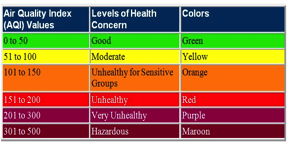 Air Quality Index Levels of Health Colors
(AQI) Values Concern
0 to 50 Good Green
51 to 100 Moderate Yellow
101 to 150 Unhealthy for Sensitive Orange
Groups
151 to 200 Unhealthy Red
201 to 300 Very Unhealthy Purple
301 to 500 Hazardous Maroon